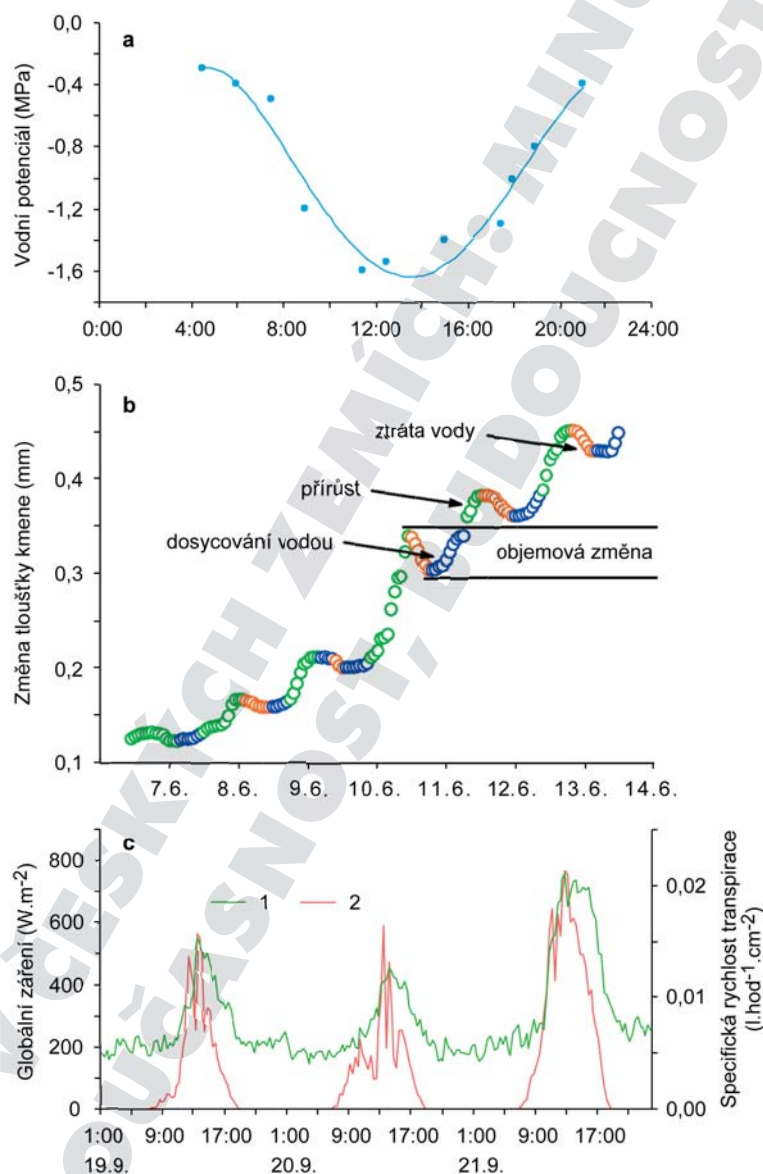 a
Vodní potenciál (MPa)
0,0
-0,4
-0,8
-1,2
-1,6
0:00 4:00 8:00 12:00 16:00 20:00 24:00
b
Změna tloušťky kmene (mm)
0,5
0,4
0,3
0,2
0,1
ztráta vody
přírůst
dosycování vodou
objemová změna
7.6. 8.6. 9.6. 10.6. 11.6. 12.6. 13.6. 14.6.
c
Globální záření (W.m-2)
800
600
400
200
0
1 2
0,02
0,01
0,00
Specifická rychlost transpirace
(l.hod-1.cm-2)
1:00 9:00 17:00 1:00 9:00 17:00 1:00 9:00 17:00
19.9. 20.9. 21.9.
ČESKÝCH ZEMÍCH: MINU
OUČASNOST, BUDOUCNOST